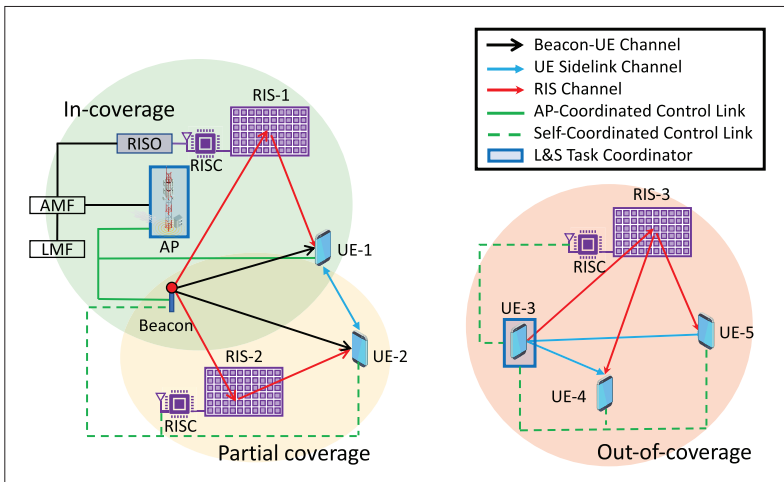 In-coverage
RIS-1
RISO
RISC
AMF
AP
LMF
UE-1
Beacon
RIS-2
UE-2
RISC
Partial coverage
Beacon-UE Channel
UE Sidelink Channel
RIS Channel
AP-Coordinated Control Link
Self-Coordinated Control Link
L&S Task Coordinator
RIS-3
RISC
UE-3
UE-5
UE-4
Out-of-coverage